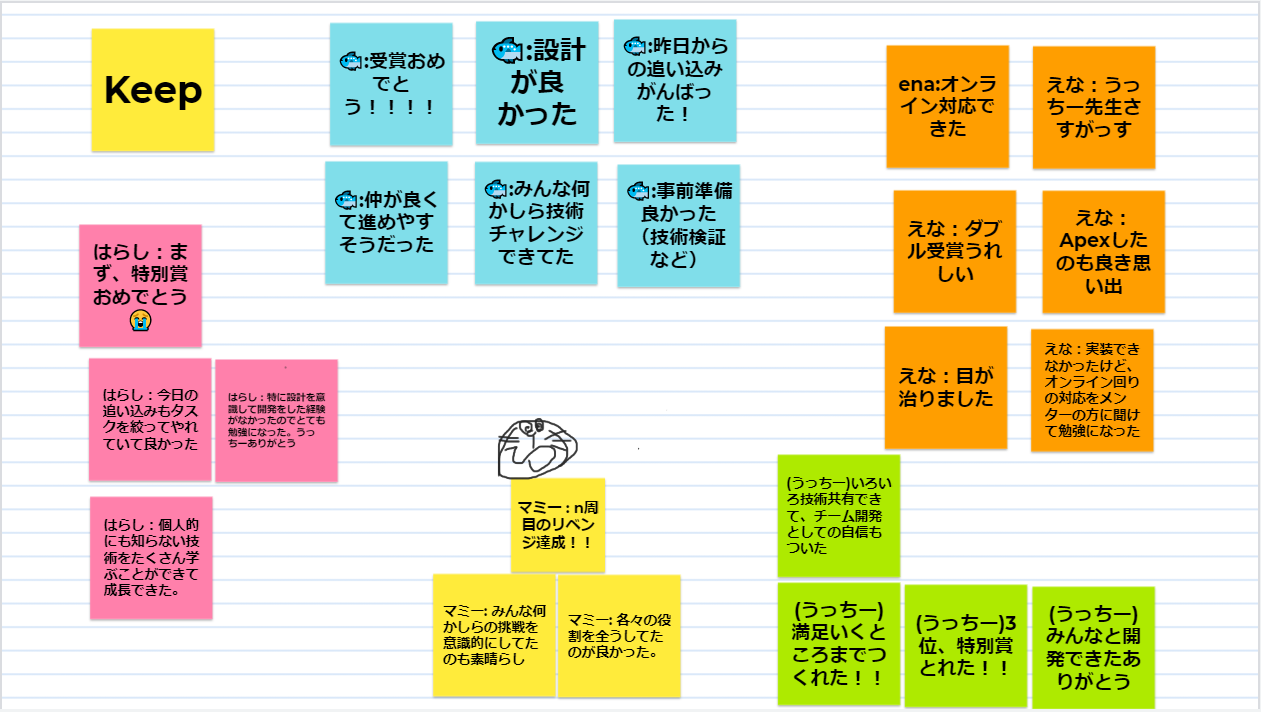 Keep
🐟:受賞おめ
でと
う！！！！
🐟:設計
が良
かった
🐟:昨日から
の追い込み
がんばっ
た！
🐟:仲が良く
て進めやす
そうだった
🐟:みんな何
かしら技術
チャレンジ
できてた
🐟:事前準備
良かった
（技術検証
など）
ena:オンラ
イン対応で
きた
えな：うっ
ちー先生さ
すがっす
えな：ダブ
ル受賞うれ
しい
えな：
Apexした
のも良き思
い出
えな：目が
治りました
えな：実装でき
なかったけど、
オンライン回り
の対応をメン
ターの方に聞け
て勉強になった
はらし：ま
ず、特別賞
おめでとう
😭
はらし：今日の
追い込みもタス
クを絞ってやれ
ていて良かった
はらし：特に設計を意
識して開発をした経験
がなかったのでとても
勉強になった。うっ
ちーありがとう
はらし：個人的
にも知らない技
術をたくさん学
ぶことができて
成長できた。
マミー：n周
目のリベン
ジ達成！！
マミー: みんな何
かしらの挑戦を
意識的にしてた
のも素晴らし
マミー: 各々の役
割を全うしてた
のが良かった。
(うっちー)いろい
ろ技術共有でき
て、チーム開発
としての自信も
ついた
(うっちー)
満足いくと
ころまでつ
くれた！！
(うっちー)3
位、特別賞
とれた！！
(うっちー)
みんなと開
発できたあ
りがとう